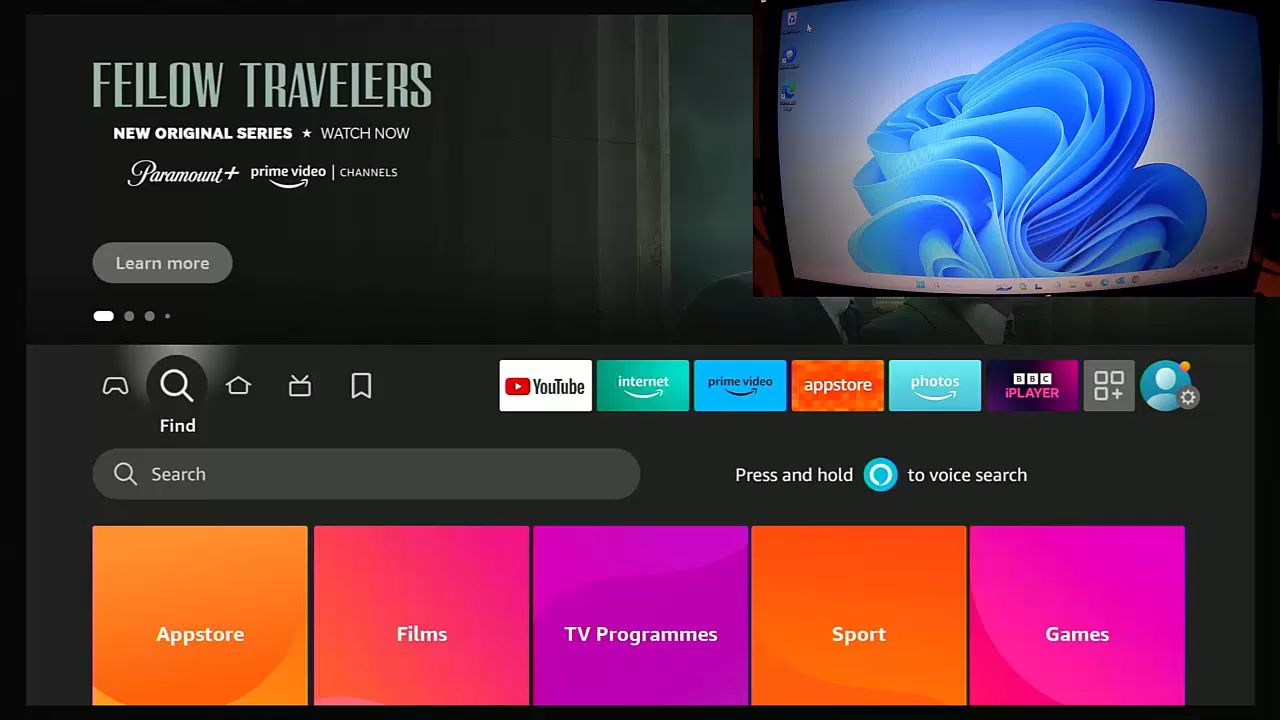 FELLOW TRAVELERS
NEW ORIGINAL SERIES ★ WATCH NOW
Paramount+ prime video | CHANNELS
Learn more
YouTube
internet
prime video
appstore
photos
BBC
iPLAYER
Find
Search
Press and hold to voice search
Appstore
Films
TV Programmes
Sport
Games